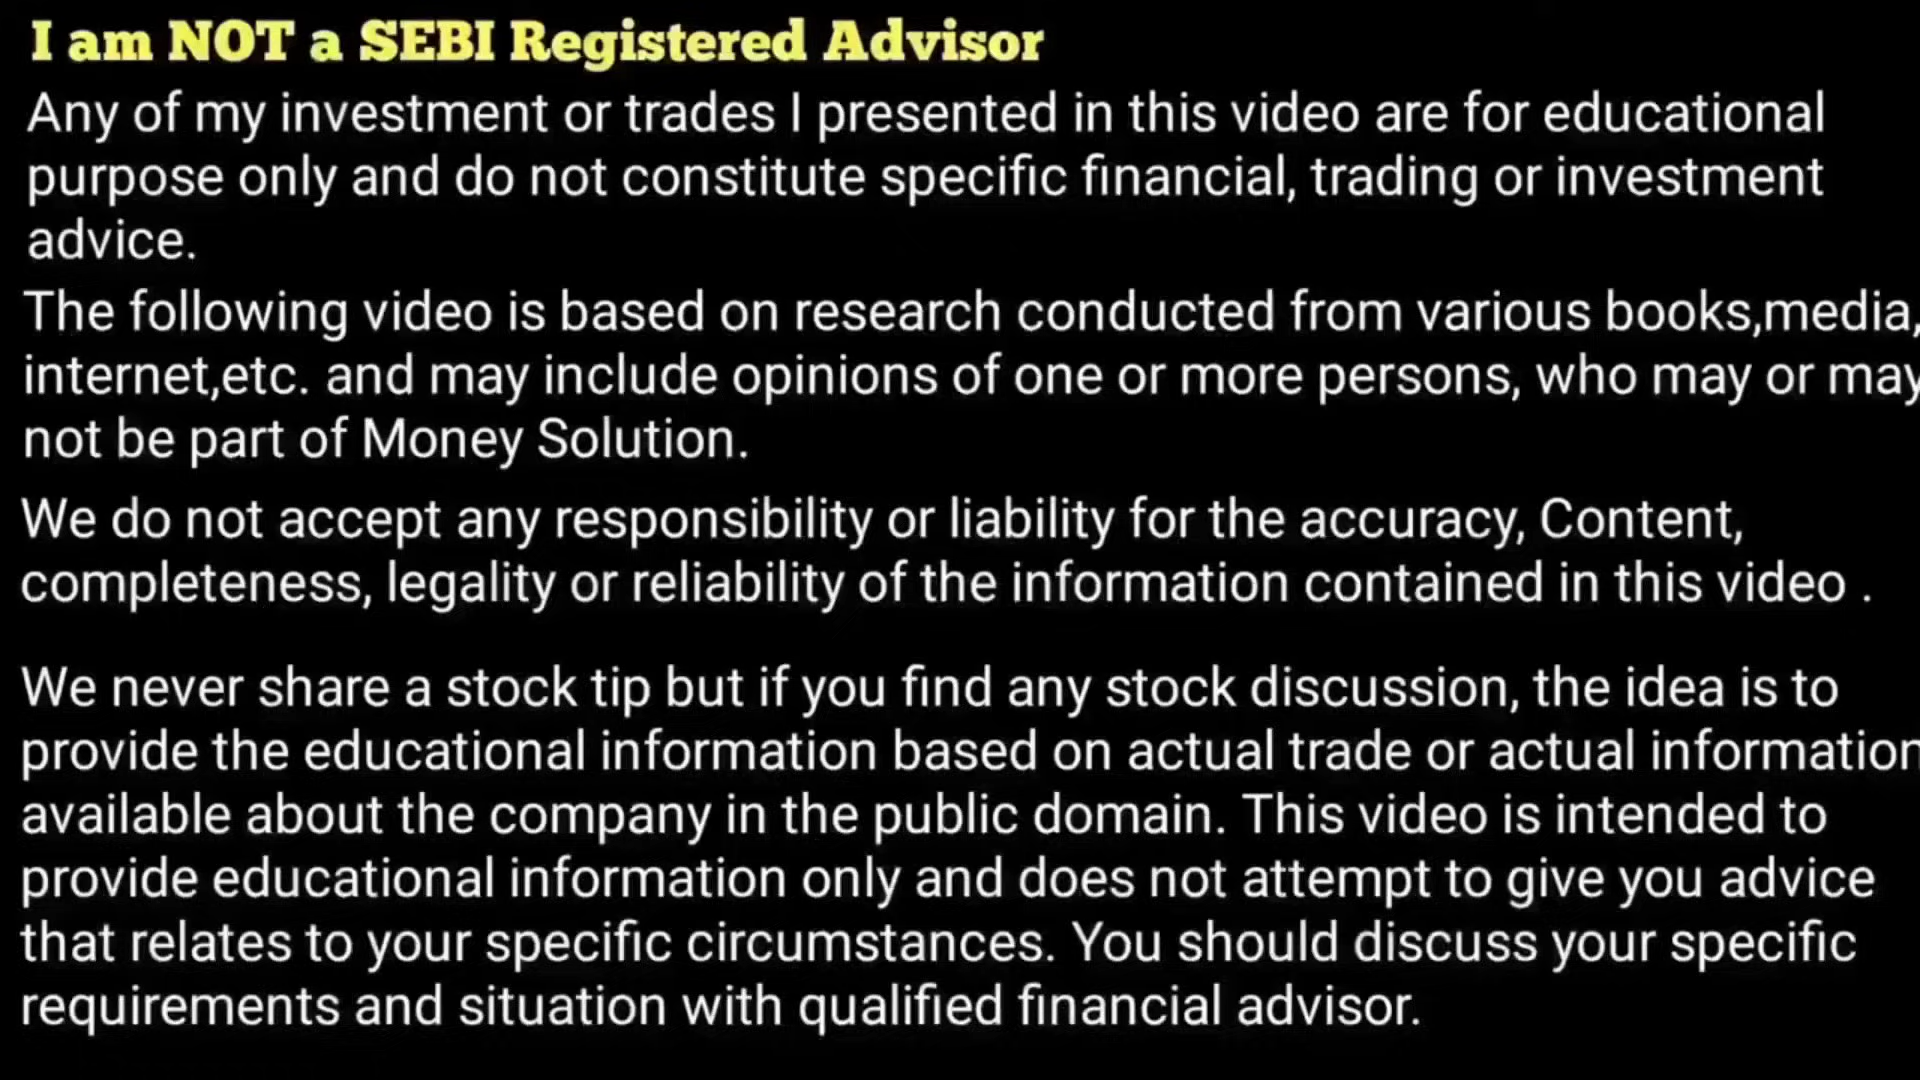 I am NOT a SEBI Registered Advisor
Any of my investment or trades I presented in this video are for educational
purpose only and do not constitute specific financial, trading or investment
advice.
The following video is based on research conducted from various books,media,
internet,etc. and may include opinions of one or more persons, who may or may
not be part of Money Solution.
We do not accept any responsibility or liability for the accuracy, Content,
completeness, legality or reliability of the information contained in this video .
We never share a stock tip but if you find any stock discussion, the idea is to
provide the educational information based on actual trade or actual information
available about the company in the public domain. This video is intended to
provide educational information only and does not attempt to give you advice
that relates to your specific circumstances. You should discuss your specific
requirements and situation with qualified financial advisor.